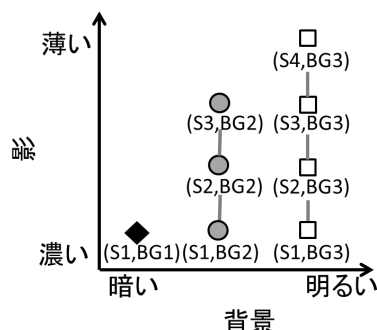 薄い
(S4,BG3)
(S3,BG2)
(S3,BG3)
(S2,BG2)
(S2,BG3)
影
濃い
(S1,BG1)
(S1,BG2)
(S1,BG3)
暗い
明るい
背景